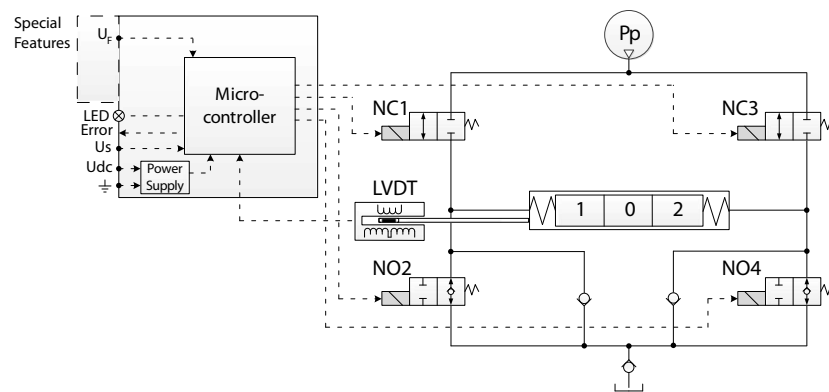 Special
Features
U_F
LED
Error
Us
Udc
Micro-
controller
Power
Supply
Pp
NC1
NC3
LVDT
1 0 2
NO2
NO4